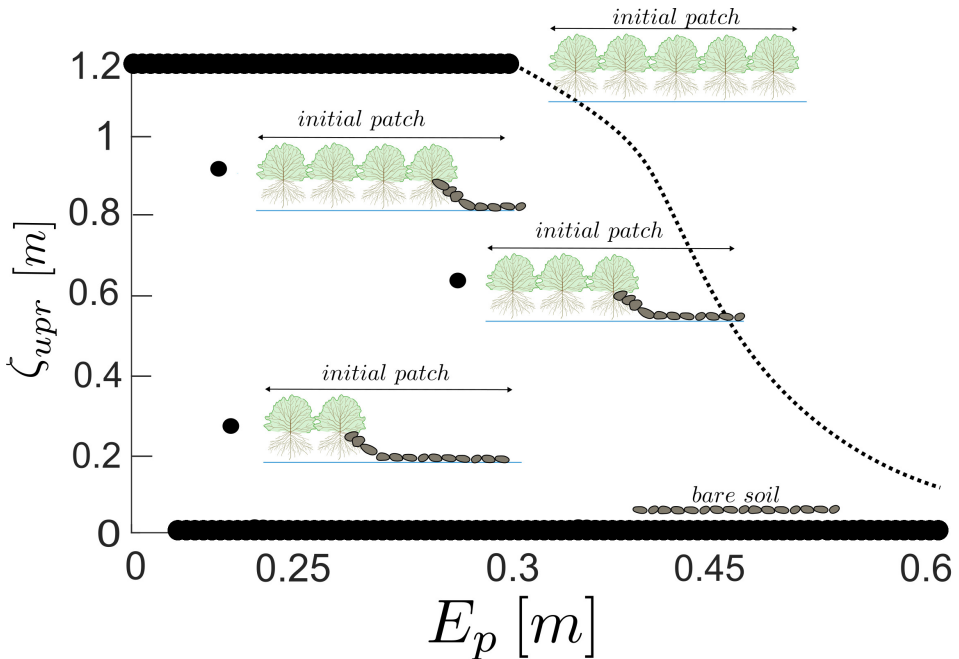 initial patch
1.2
initial patch
1
0.8
initial patch
ζupr [m]
0.6
initial patch
0.4
0.2
bare soil
0
0 0.25 0.3 0.45 0.6
Ep [m]